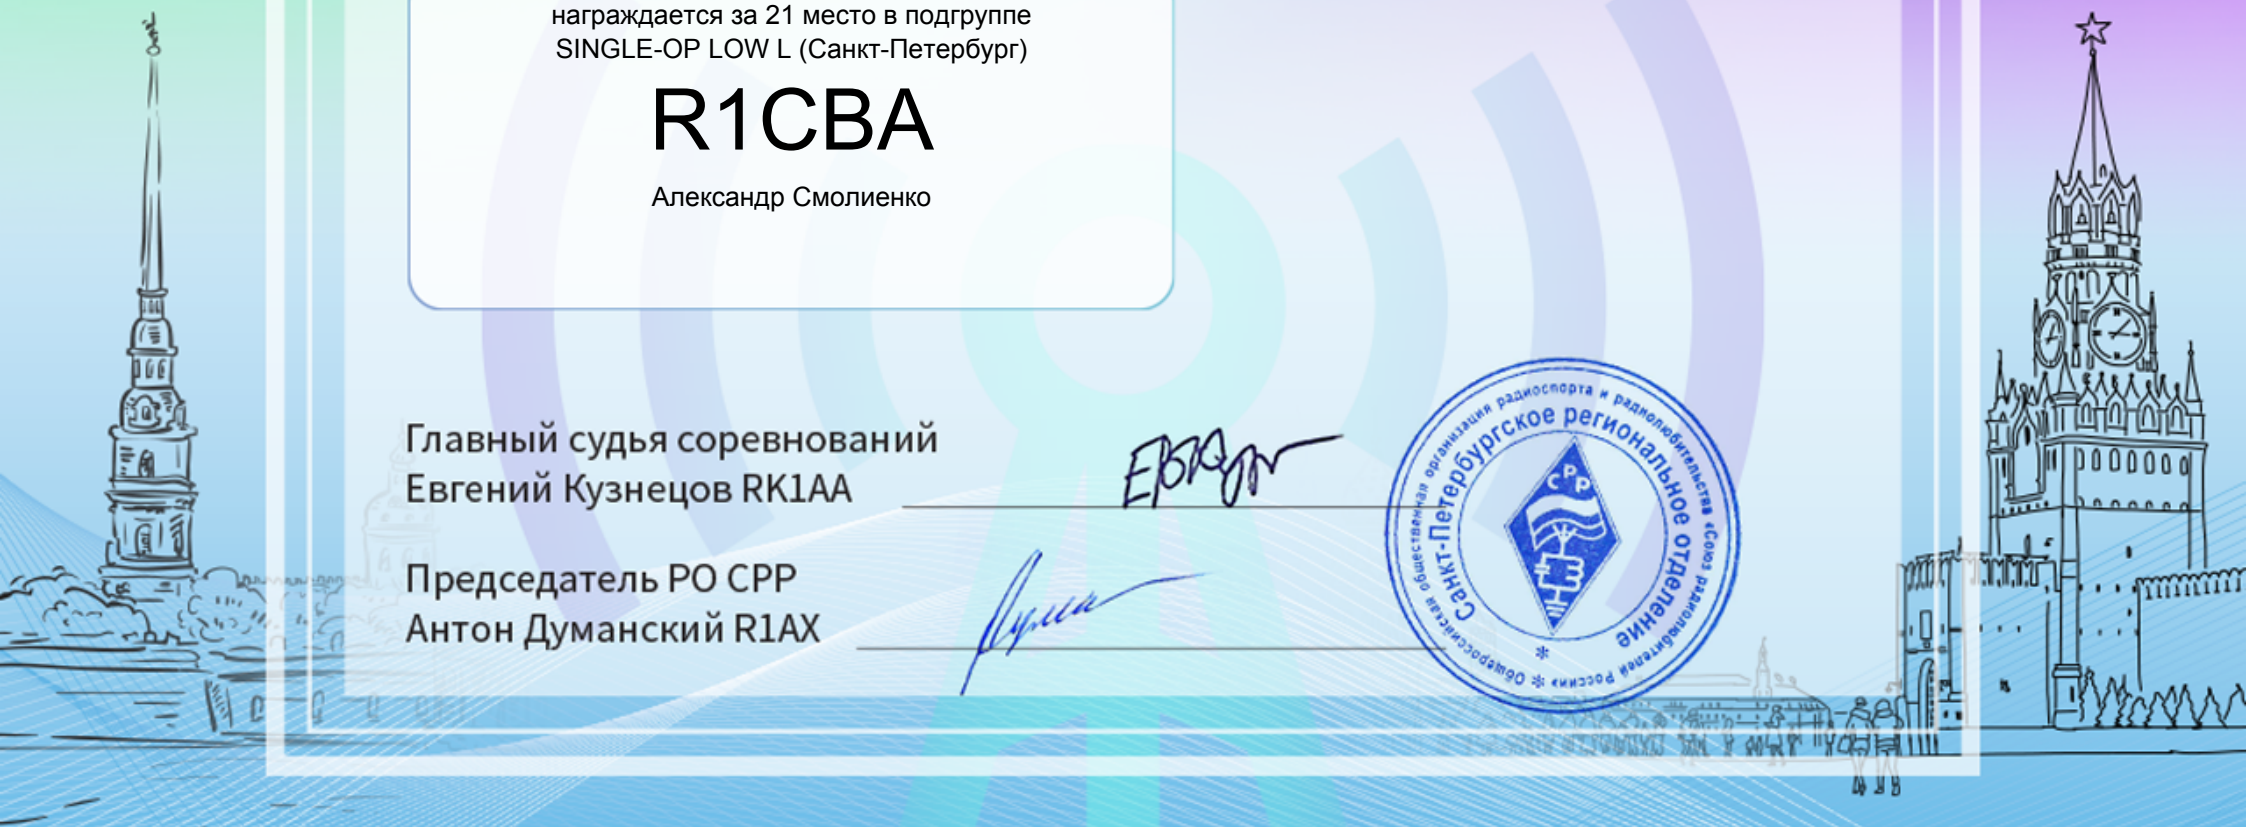 награждается за 21 место в подгруппе
SINGLE-OP LOW L (Санкт-Петербург)
R1CBA
Александр Смолиенко
Главный судья соревнований
Евгений Кузнецов RK1AA
Председатель РО СРР
Антон Думанский R1AX
Общероссийская общественная организация радиоспорта и радиолюбительства «Союз радиолюбителей России»
Санкт-Петербургское региональное отделение
СРР